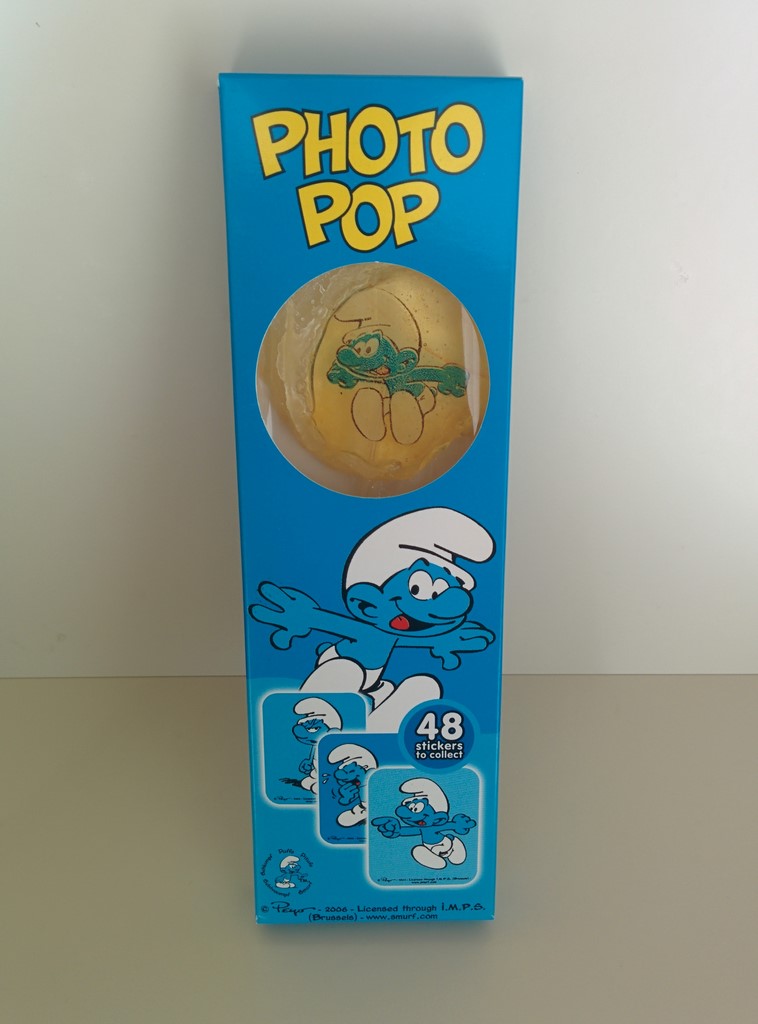 PHOTO
POP
48
stickers
to collect
© Peyo - 2006 - Licensed through I.M.P.S.
(Brussels) - www.smurf.com